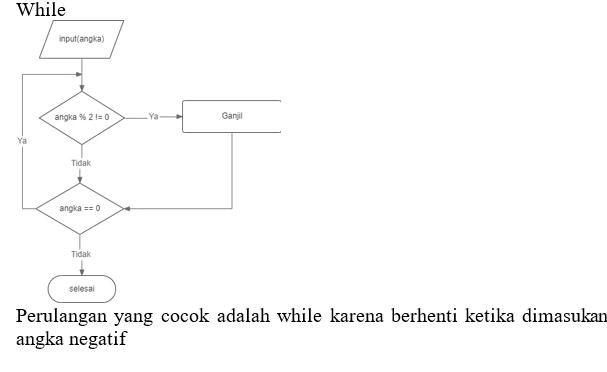 While
input(angka)
angka % 2 != 0
Ya
Ganjil
Ya
Tidak
angka == 0
Tidak
selesai
Perulangan yang cocok adalah while karena berhenti ketika dimasukan
angka negatif